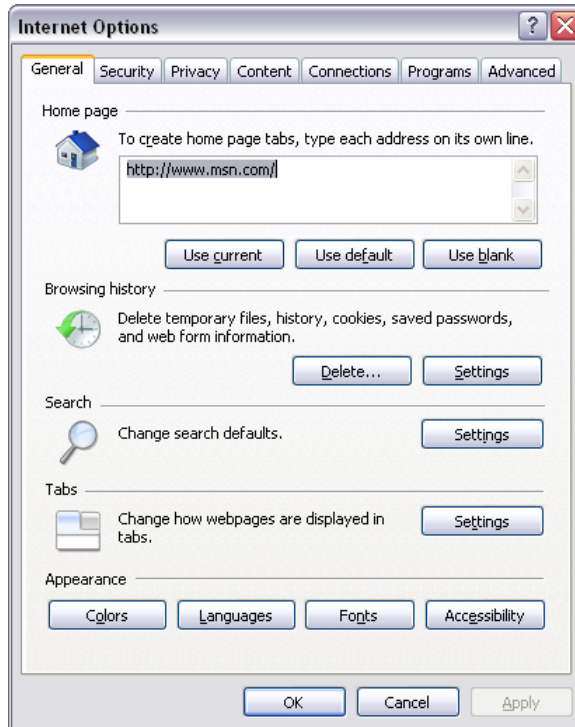 Internet Options
General Security Privacy Content Connections Programs Advanced
Home page
To create home page tabs, type each address on its own line.
http://www.msn.com/
Use current Use default Use blank
Browsing history
Delete temporary files, history, cookies, saved passwords,
and web form information.
Delete... Settings
Search
Change search defaults.
Settings
Tabs
Change how webpages are displayed in
tabs.
Settings
Appearance
Colors Languages Fonts Accessibility
OK Cancel Apply